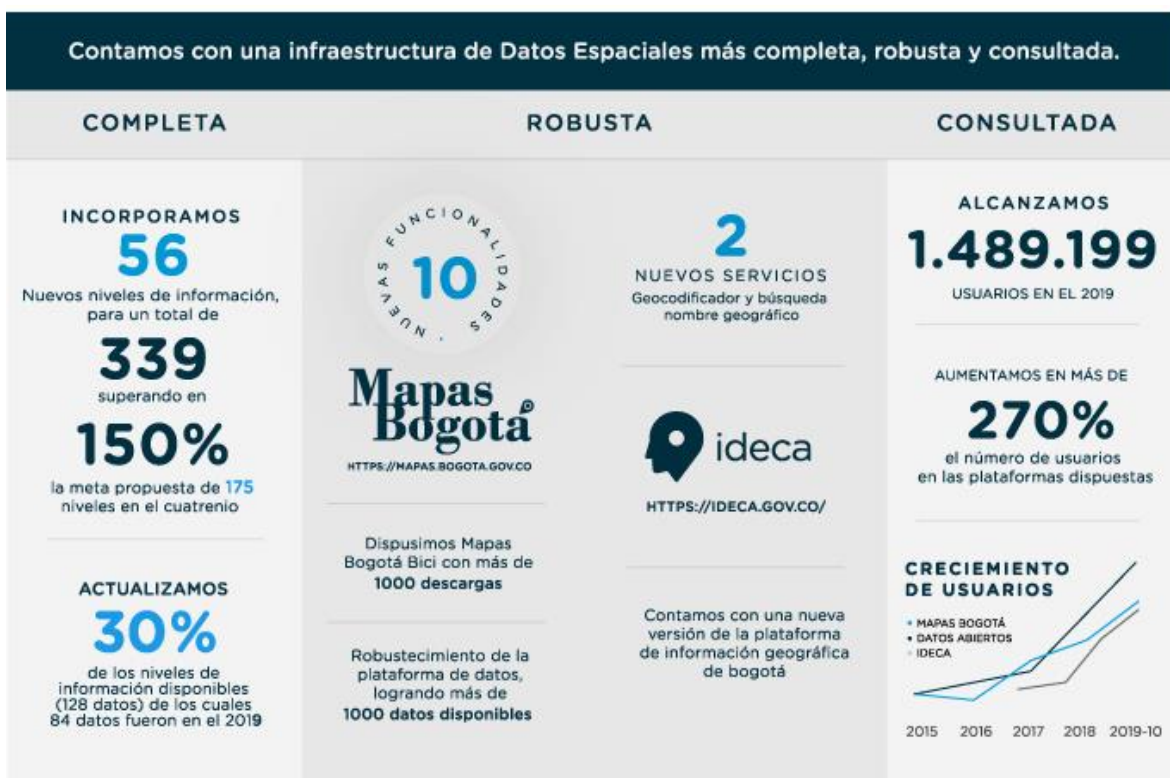 Contamos con una infraestructura de Datos Espaciales más completa, robusta y consultada.
COMPLETA
INCORPORAMOS
56
Nuevos niveles de información,
para un total de
339
superando en
150%
la meta propuesta de 175
niveles en el cuatrenio
ACTUALIZAMOS
30%
de los niveles de
información disponibles
(128 datos) de los cuales
84 datos fueron en el 2019
ROBUSTA
NUEVAS FUNCIONALIDADES
10
Mapas
Bogotá
HTTPS://MAPAS.BOGOTA.GOV.CO
Dispusimos Mapas
Bogotá Bici con más de
1000 descargas
Robustecimiento de la
plataforma de datos,
logrando más de
1000 datos disponibles
2
NUEVOS SERVICIOS
Geocodificador y búsqueda
nombre geográfico
ideca
HTTPS://IDECA.GOV.CO/
Contamos con una nueva
versión de la plataforma
de información geográfica
de bogotá
CONSULTADA
ALCANZAMOS
1.489.199
USUARIOS EN EL 2019
AUMENTAMOS EN MÁS DE
270%
el número de usuarios
en las plataformas dispuestas
CRECIEMIENTO
DE USUARIOS
• MAPAS BOGOTÁ
• DATOS ABIERTOS
• IDECA
2015 2016 2017 2018 2019-10